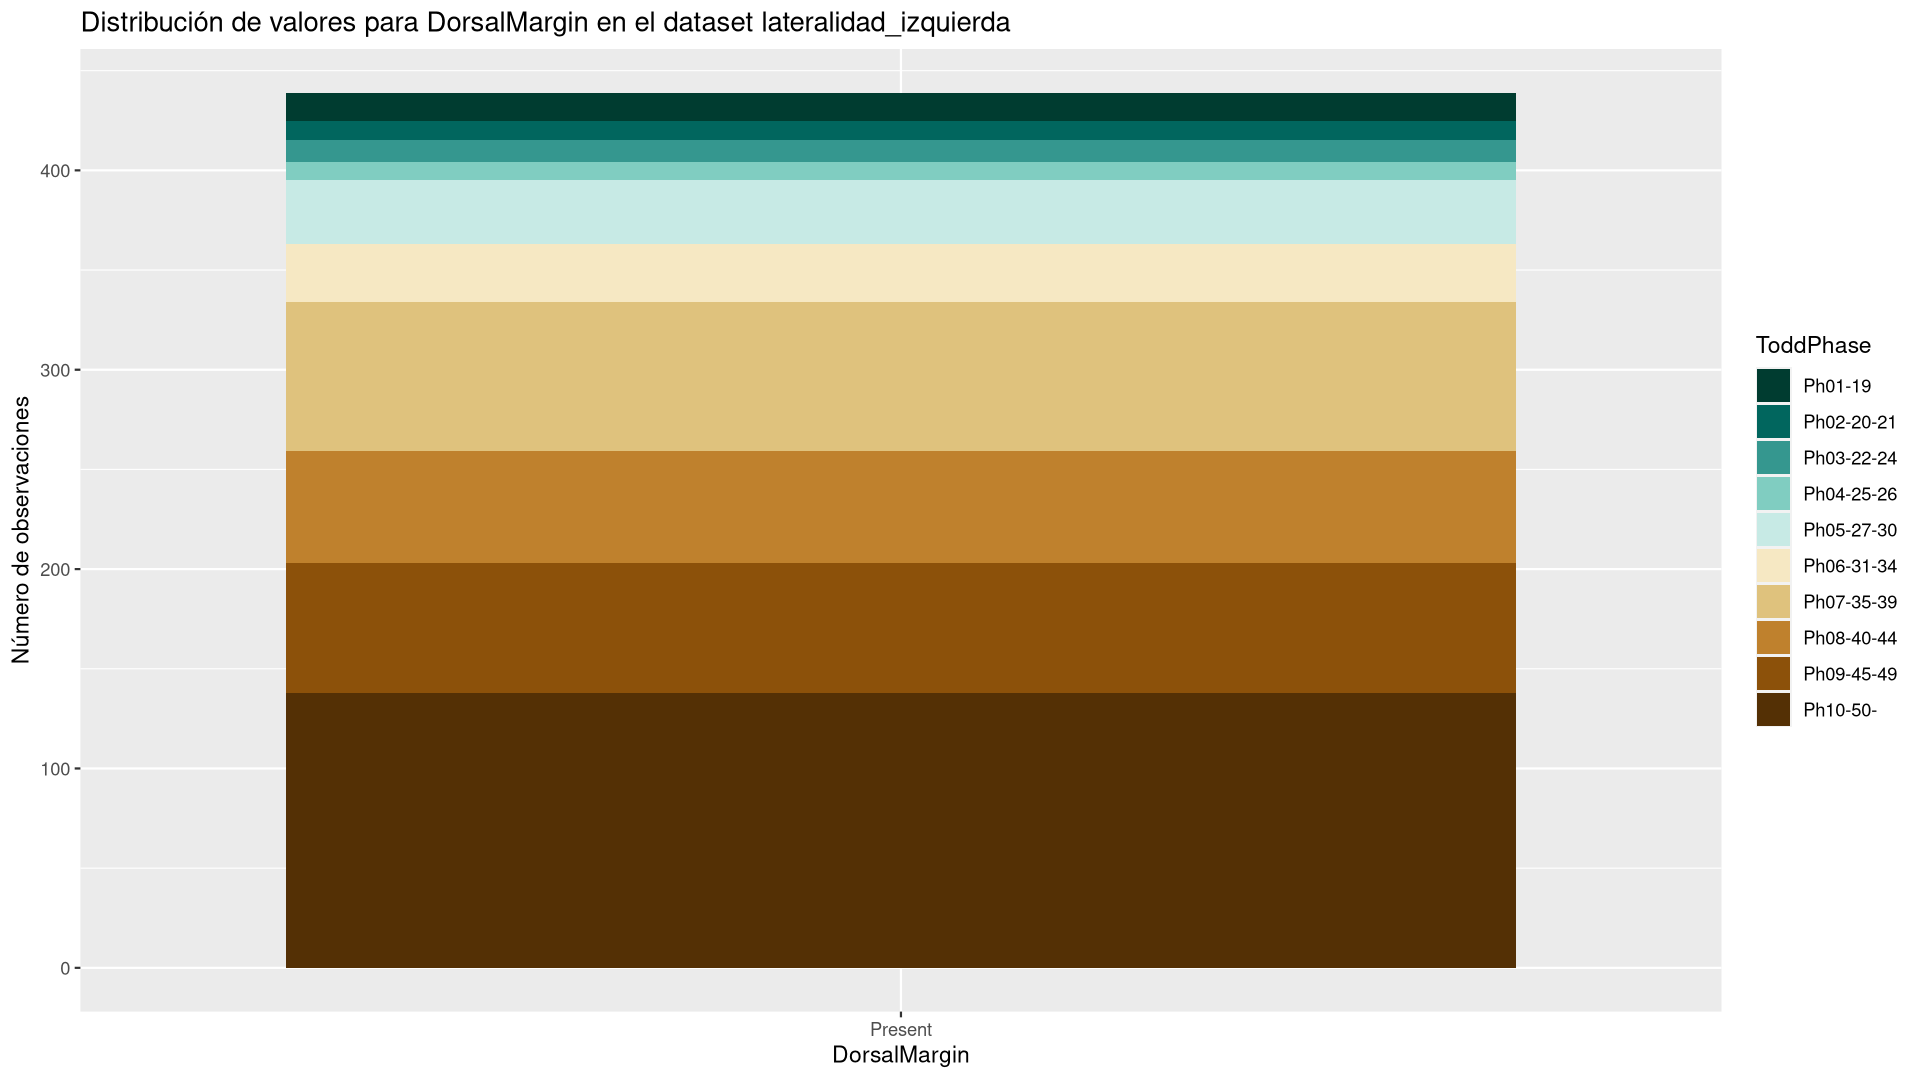 Distribución de valores para DorsalMargin en el dataset lateralidad_izquierda
Número de observaciones
400
300
200
100
0
Present
DorsalMargin
ToddPhase
Ph01-19
Ph02-20-21
Ph03-22-24
Ph04-25-26
Ph05-27-30
Ph06-31-34
Ph07-35-39
Ph08-40-44
Ph09-45-49
Ph10-50-